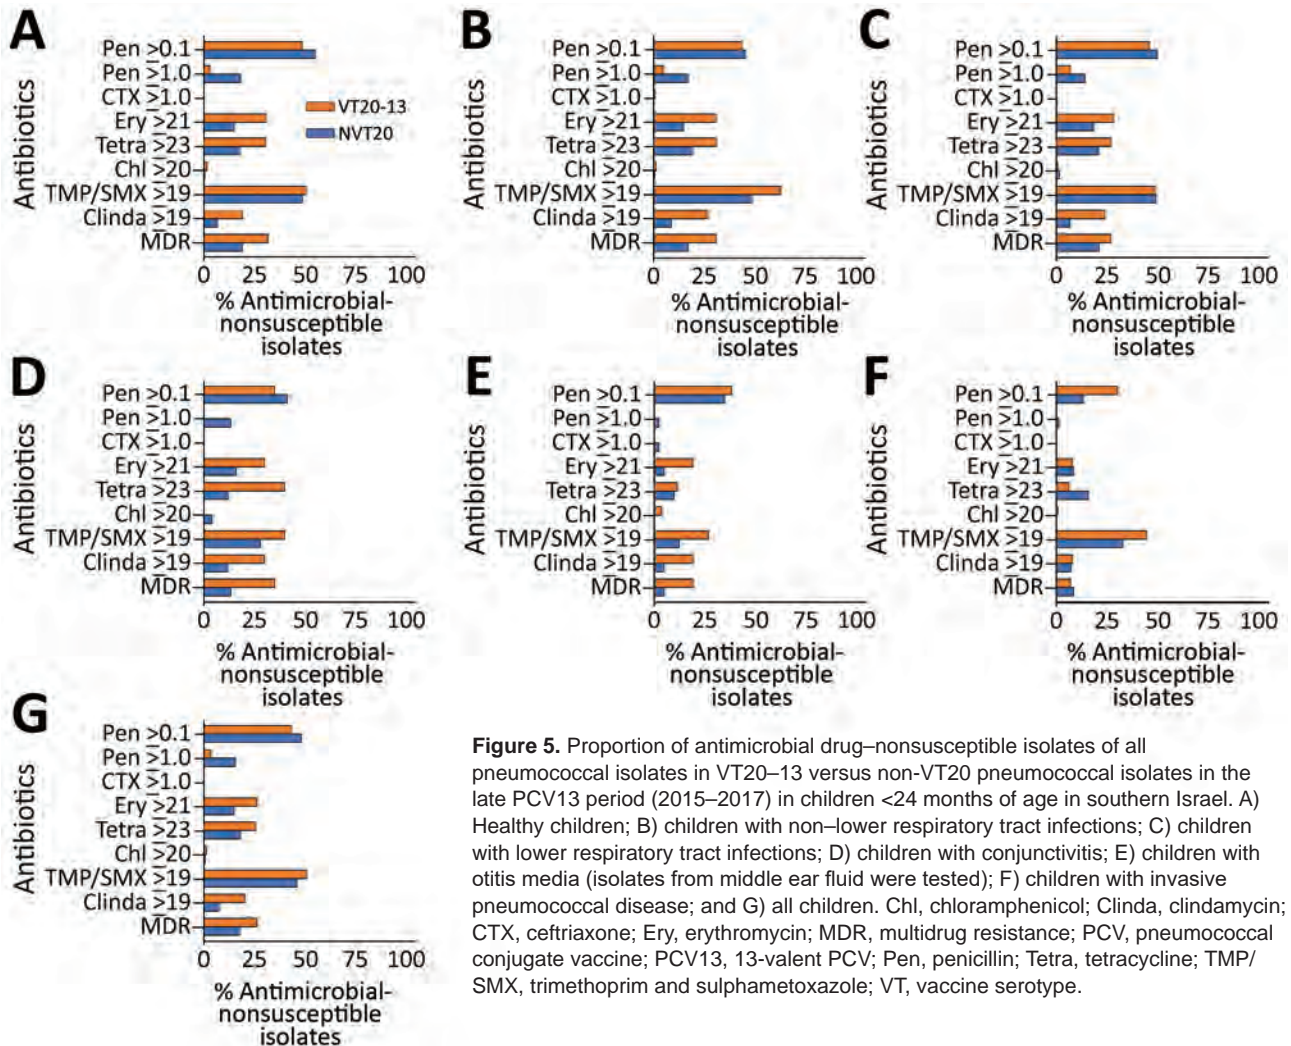 A
Antibiotics
Pen ≥0.1
Pen ≥1.0
CTX ≥1.0
Ery ≥21
Tetra ≥23
Chl ≥20
TMP/SMX ≥19
Clinda ≥19
MDR
VT20-13
NVT20
0 25 50 75 100
% Antimicrobial-
nonsusceptible
isolates
B
Antibiotics
Pen ≥0.1
Pen ≥1.0
CTX ≥1.0
Ery ≥21
Tetra ≥23
Chl ≥20
TMP/SMX ≥19
Clinda ≥19
MDR
0 25 50 75 100
% Antimicrobial-
nonsusceptible
isolates
C
Antibiotics
Pen ≥0.1
Pen ≥1.0
CTX ≥1.0
Ery ≥21
Tetra ≥23
Chl ≥20
TMP/SMX ≥19
Clinda ≥19
MDR
0 25 50 75 100
% Antimicrobial-
nonsusceptible
isolates
D
Antibiotics
Pen ≥0.1
Pen ≥1.0
CTX ≥1.0
Ery ≥21
Tetra ≥23
Chl ≥20
TMP/SMX ≥19
Clinda ≥19
MDR
0 25 50 75 100
% Antimicrobial-
nonsusceptible
isolates
E
Antibiotics
Pen ≥0.1
Pen ≥1.0
CTX ≥1.0
Ery ≥21
Tetra ≥23
Chl ≥20
TMP/SMX ≥19
Clinda ≥19
MDR
0 25 50 75 100
% Antimicrobial-
nonsusceptible
isolates
F
Antibiotics
Pen ≥0.1
Pen ≥1.0
CTX ≥1.0
Ery ≥21
Tetra ≥23
Chl ≥20
TMP/SMX ≥19
Clinda ≥19
MDR
0 25 50 75 100
% Antimicrobial-
nonsusceptible
isolates
G
Antibiotics
Pen ≥0.1
Pen ≥1.0
CTX ≥1.0
Ery ≥21
Tetra ≥23
Chl ≥20
TMP/SMX ≥19
Clinda ≥19
MDR
0 25 50 75 100
% Antimicrobial-
nonsusceptible
isolates
Figure 5. Proportion of antimicrobial drug–nonsusceptible isolates of all
pneumococcal isolates in VT20–13 versus non-VT20 pneumococcal isolates in the
late PCV13 period (2015–2017) in children <24 months of age in southern Israel. A)
Healthy children; B) children with non–lower respiratory tract infections; C) children
with lower respiratory tract infections; D) children with conjunctivitis; E) children with
otitis media (isolates from middle ear fluid were tested); F) children with invasive
pneumococcal disease; and G) all children. Chl, chloramphenicol; Clinda, clindamycin;
CTX, ceftriaxone; Ery, erythromycin; MDR, multidrug resistance; PCV, pneumococcal
conjugate vaccine; PCV13, 13-valent PCV; Pen, penicillin; Tetra, tetracycline; TMP/
SMX, trimethoprim and sulphametoxazole; VT, vaccine serotype.